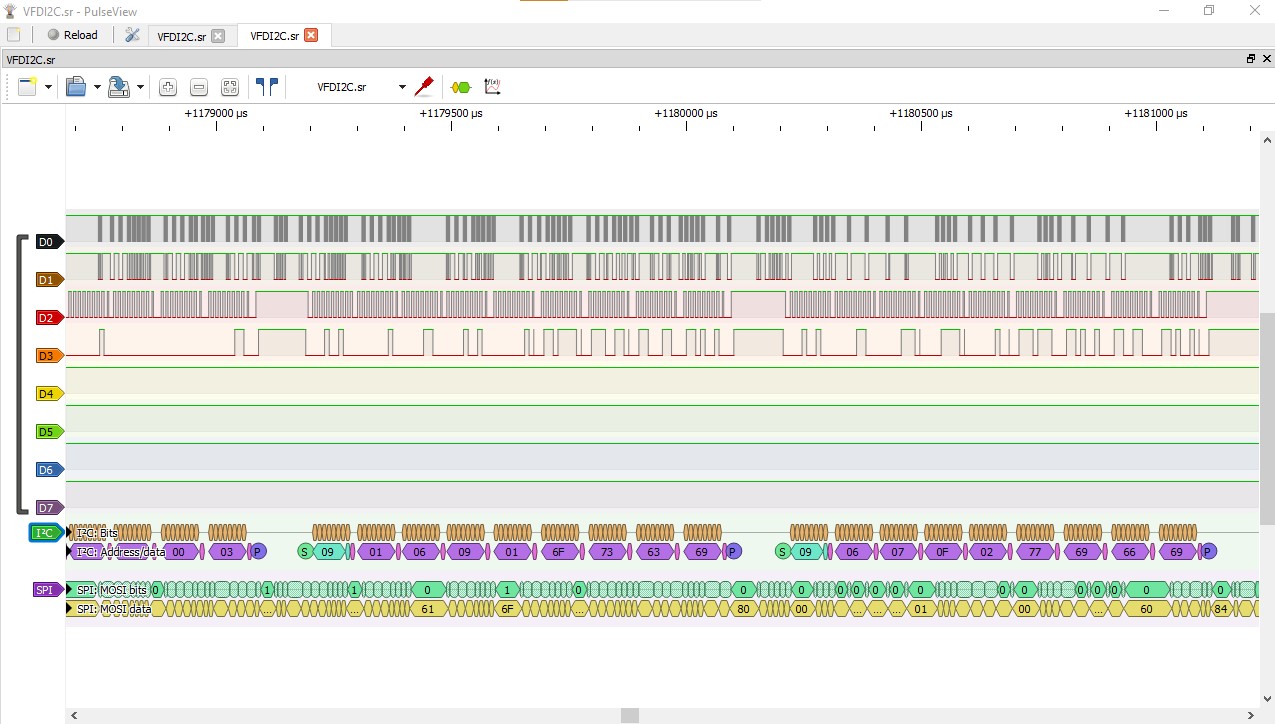 VFDI2C.sr - PulseView
Reload VFDI2C.sr VFDI2C.sr
VFDI2C.sr
VFDI2C.sr
+1179000 µs +1179500 µs +1180000 µs +1180500 µs +1181000 µs
D0
D1
D2
D3
D4
D5
D6
D7
I²C I²C: Bits
I²C: Address/data 00 03 P S 09 01 06 09 01 6F 73 63 69 P S 09 06 07 0F 02 77 69 66 69 P
SPI SPI: MOSI bits 0 1 1 0 1 0 0 0 0 0 0 0 0 0 0 0 0 0 0 0
SPI: MOSI data ... ... 61 6F ... 80 00 ... ... ... 01 00 ... 60 84